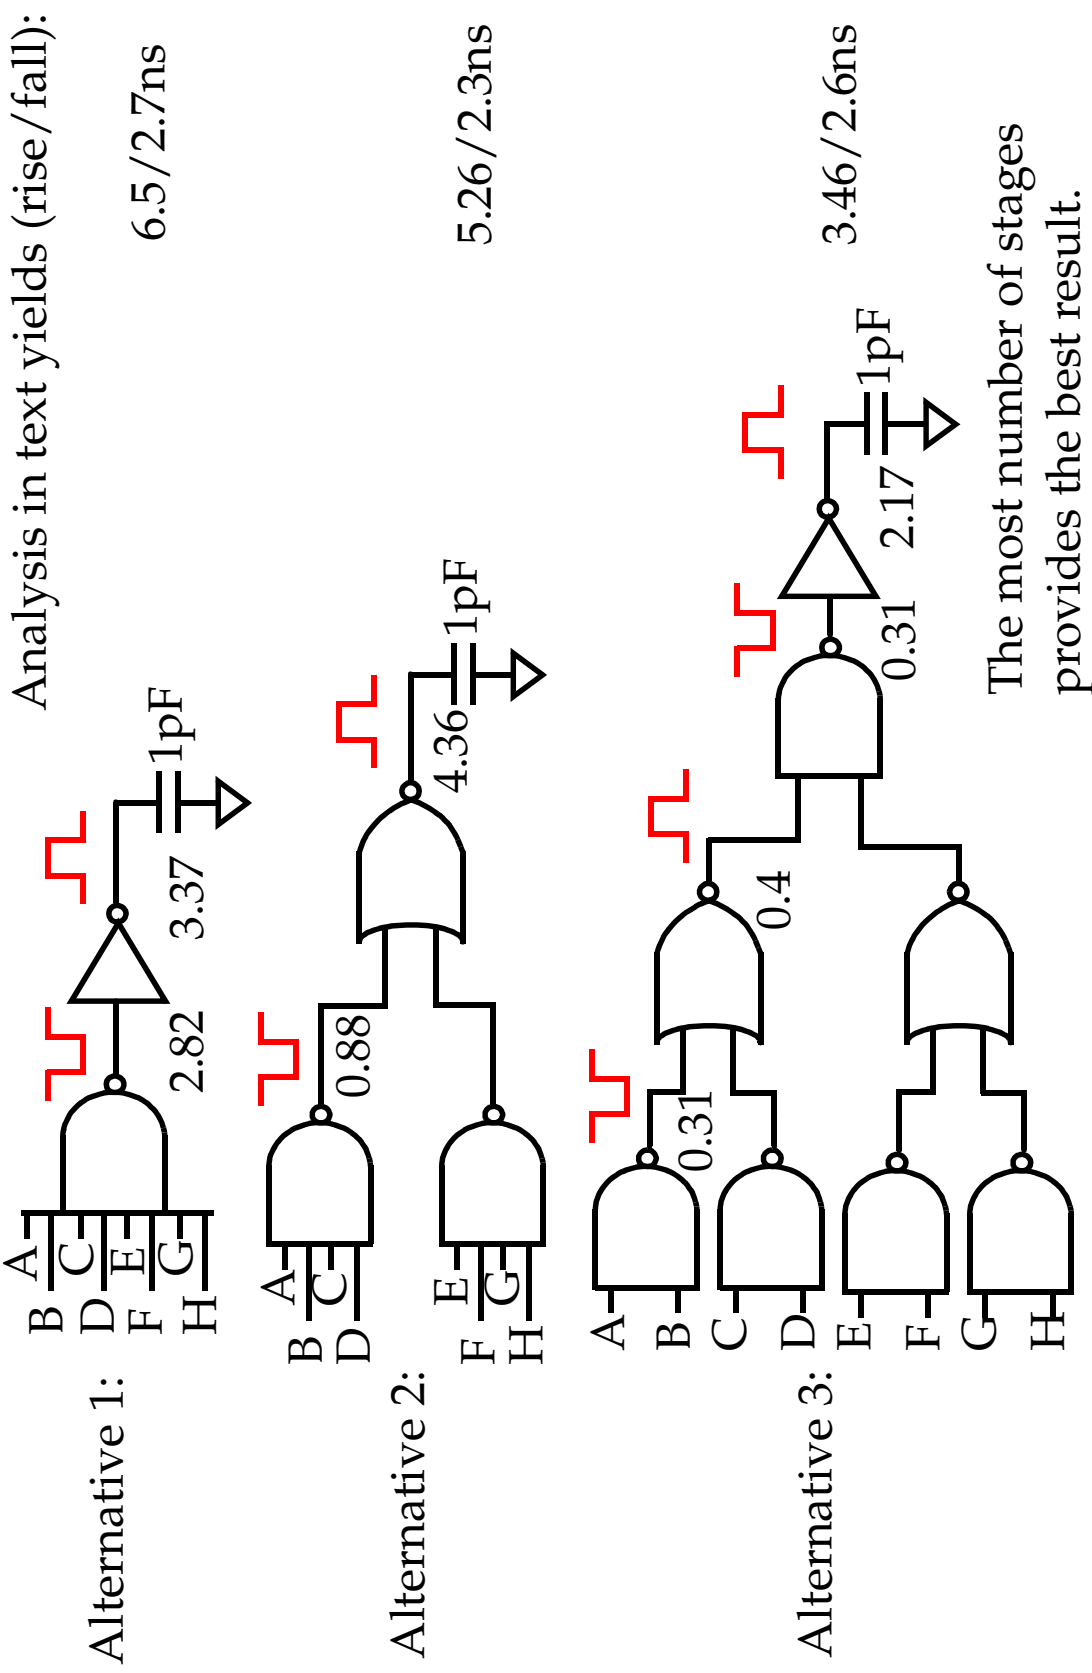 Analysis in text yields (rise/fall):
Alternative 1:
A
B
C
D
E
F
G
H
2.82
3.37
1pF
6.5/2.7ns
Alternative 2:
A
B
C
D
E
F
G
H
0.88
4.36
1pF
5.26/2.3ns
Alternative 3:
A
B
C
D
E
F
G
H
0.31
0.4
0.31
2.17
1pF
3.46/2.6ns
The most number of stages
provides the best result.